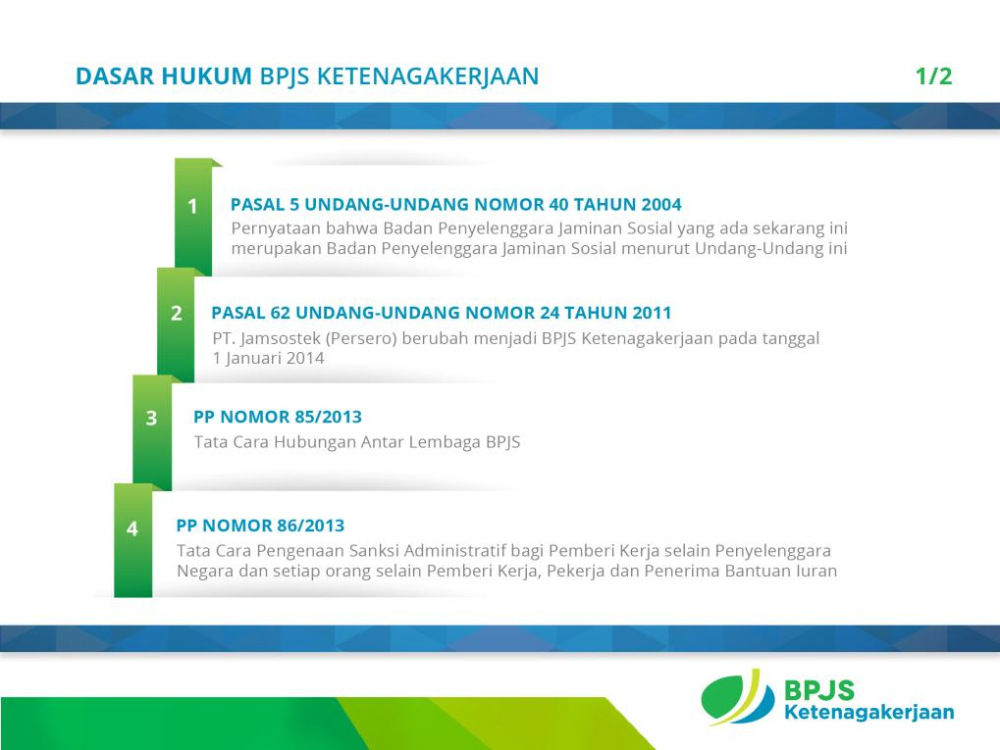 DASAR HUKUM BPJS KETENAGAKERJAAN
1/2
1
PASAL 5 UNDANG-UNDANG NOMOR 40 TAHUN 2004
Pernyataan bahwa Badan Penyelenggara Jaminan Sosial yang ada sekarang ini
merupakan Badan Penyelenggara Jaminan Sosial menurut Undang-Undang ini
2
PASAL 62 UNDANG-UNDANG NOMOR 24 TAHUN 2011
PT. Jamsostek (Persero) berubah menjadi BPJS Ketenagakerjaan pada tanggal
1 Januari 2014
3
PP NOMOR 85/2013
Tata Cara Hubungan Antar Lembaga BPJS
4
PP NOMOR 86/2013
Tata Cara Pengenaan Sanksi Administratif bagi Pemberi Kerja selain Penyelenggara
Negara dan setiap orang selain Pemberi Kerja, Pekerja dan Penerima Bantuan Iuran
BPJS
Ketenagakerjaan